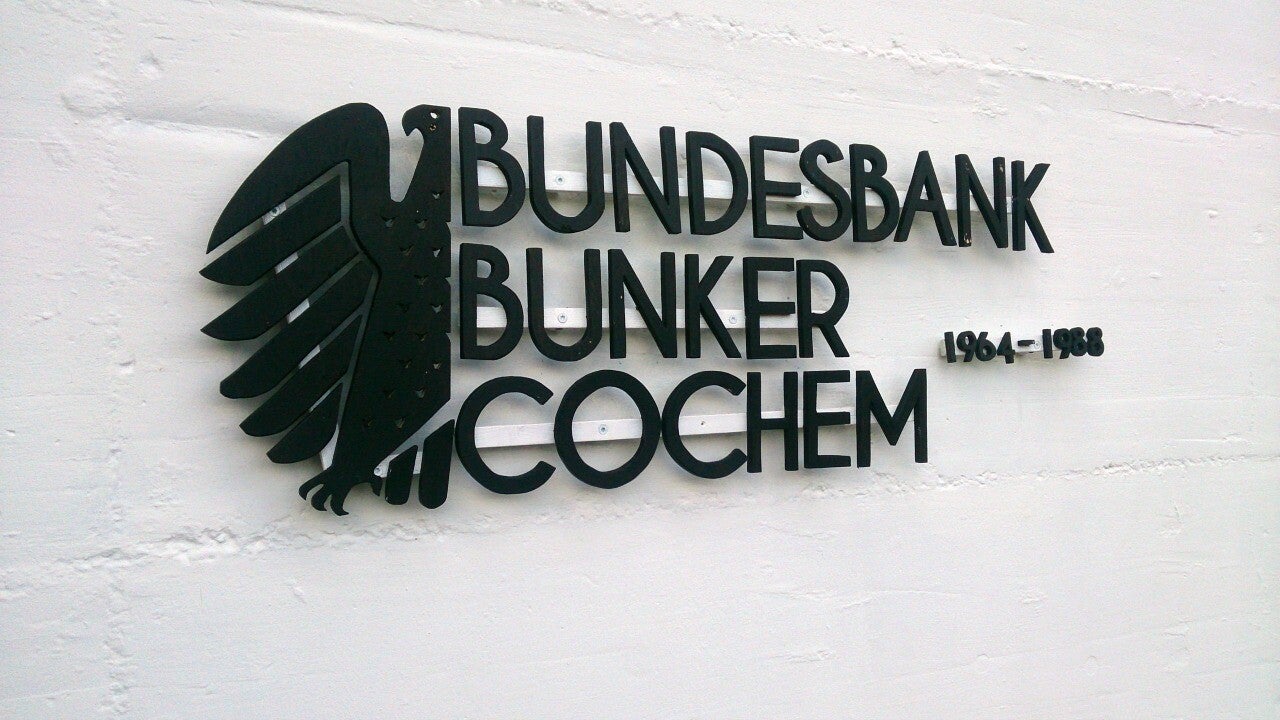 BUNDESBANK
BUNKER
1964-1988
COCHEM